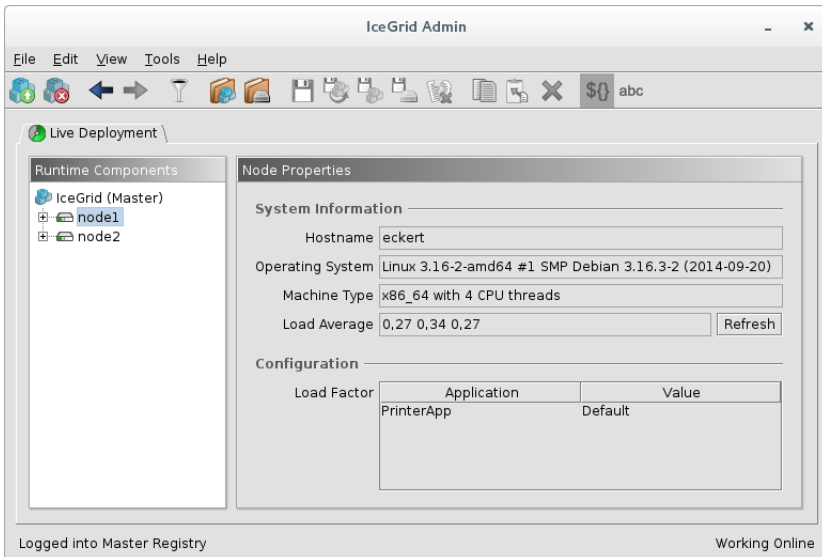 IceGrid Admin
File Edit View Tools Help
${} abc
Live Deployment
Runtime Components
IceGrid (Master)
node1
node2
Node Properties
System Information
Hostname eckert
Operating System Linux 3.16-2-amd64 #1 SMP Debian 3.16.3-2 (2014-09-20)
Machine Type x86_64 with 4 CPU threads
Load Average 0,27 0,34 0,27 Refresh
Configuration
Load Factor Application Value
PrinterApp Default
Logged into Master Registry Working Online